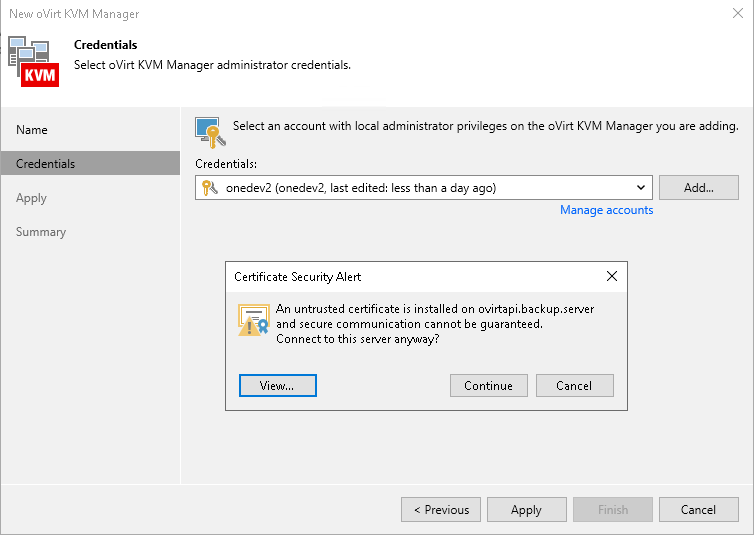 New oVirt KVM Manager
KVM
Credentials
Select oVirt KVM Manager administrator credentials.
Name
Credentials
Apply
Summary
Select an account with local administrator privileges on the oVirt KVM Manager you are adding.
Credentials:
onedev2 (onedev2, last edited: less than a day ago)
Add...
Manage accounts
Certificate Security Alert
An untrusted certificate is installed on ovirtapi.backup.server
and secure communication cannot be guaranteed.
Connect to this server anyway?
View...
Continue
Cancel
< Previous
Apply
Finish
Cancel